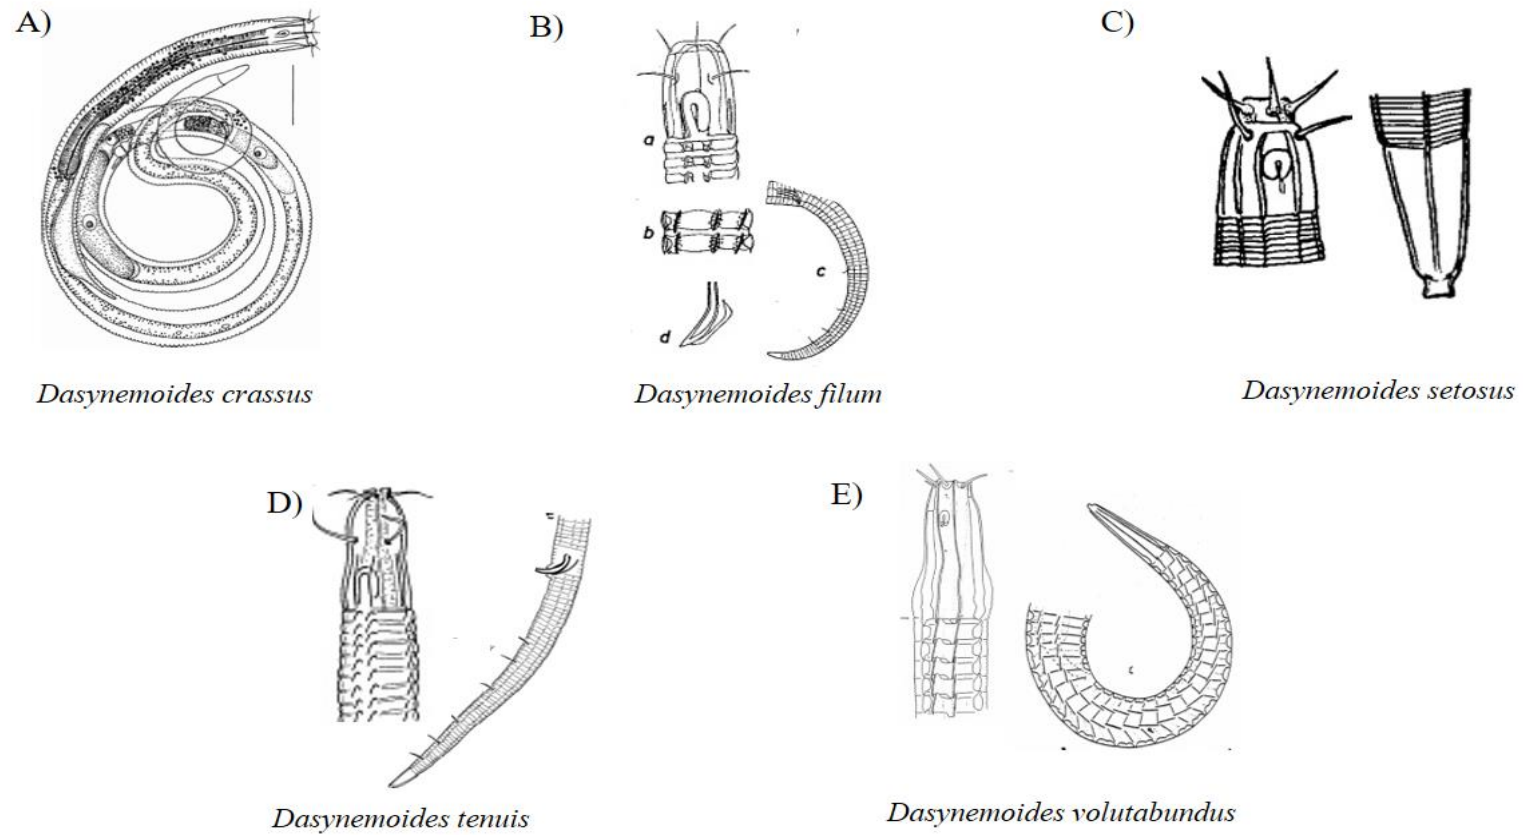 A)
B)
C)
a
b
c
d
Dasynemoides crassus
Dasynemoides filum
Dasynemoides setosus
D)
E)
Dasynemoides tenuis
Dasynemoides volutabundus